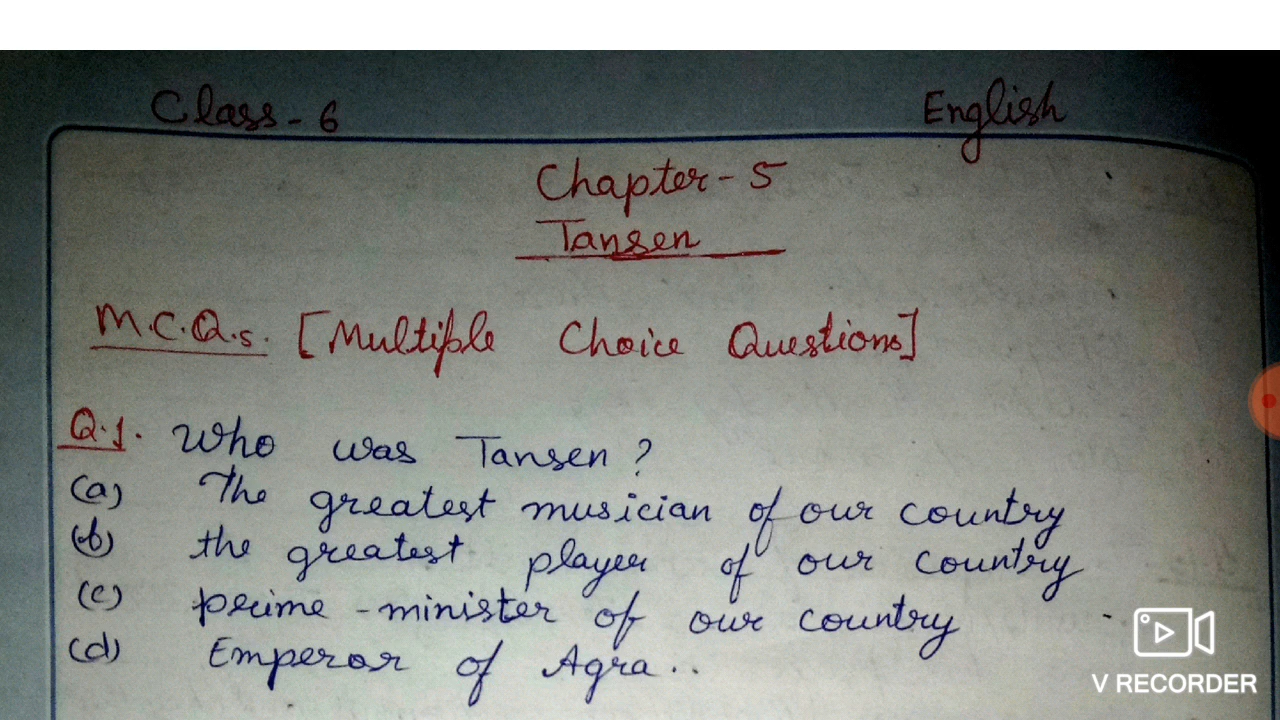 Class - 6 English
Chapter - 5
Tansen
M.C.Q.s. [Multiple Choice Questions]
Q.1. Who was Tansen ?
(a) The greatest musician of our country
(b) the greatest player of our country
(c) prime - minister of our country
(d) Emperor of Agra..
V RECORDER